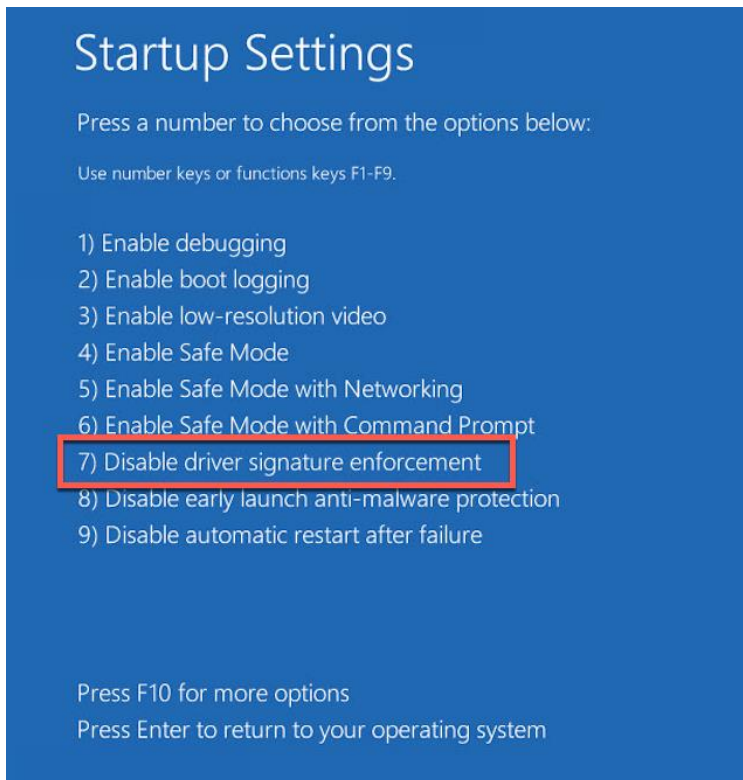 Startup Settings
Press a number to choose from the options below:
Use number keys or functions keys F1-F9.
1) Enable debugging
2) Enable boot logging
3) Enable low-resolution video
4) Enable Safe Mode
5) Enable Safe Mode with Networking
6) Enable Safe Mode with Command Prompt
7) Disable driver signature enforcement
8) Disable early launch anti-malware protection
9) Disable automatic restart after failure
Press F10 for more options
Press Enter to return to your operating system